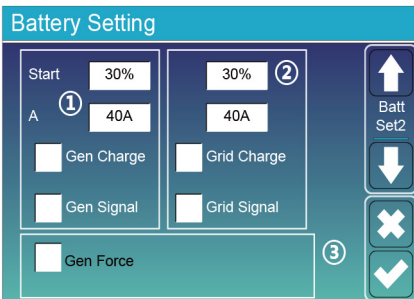 Battery Setting
Start 30% 30% ②
A ① 40A 40A
Batt
Set2
Gen Charge Grid Charge
Gen Signal Grid Signal
Gen Force ③